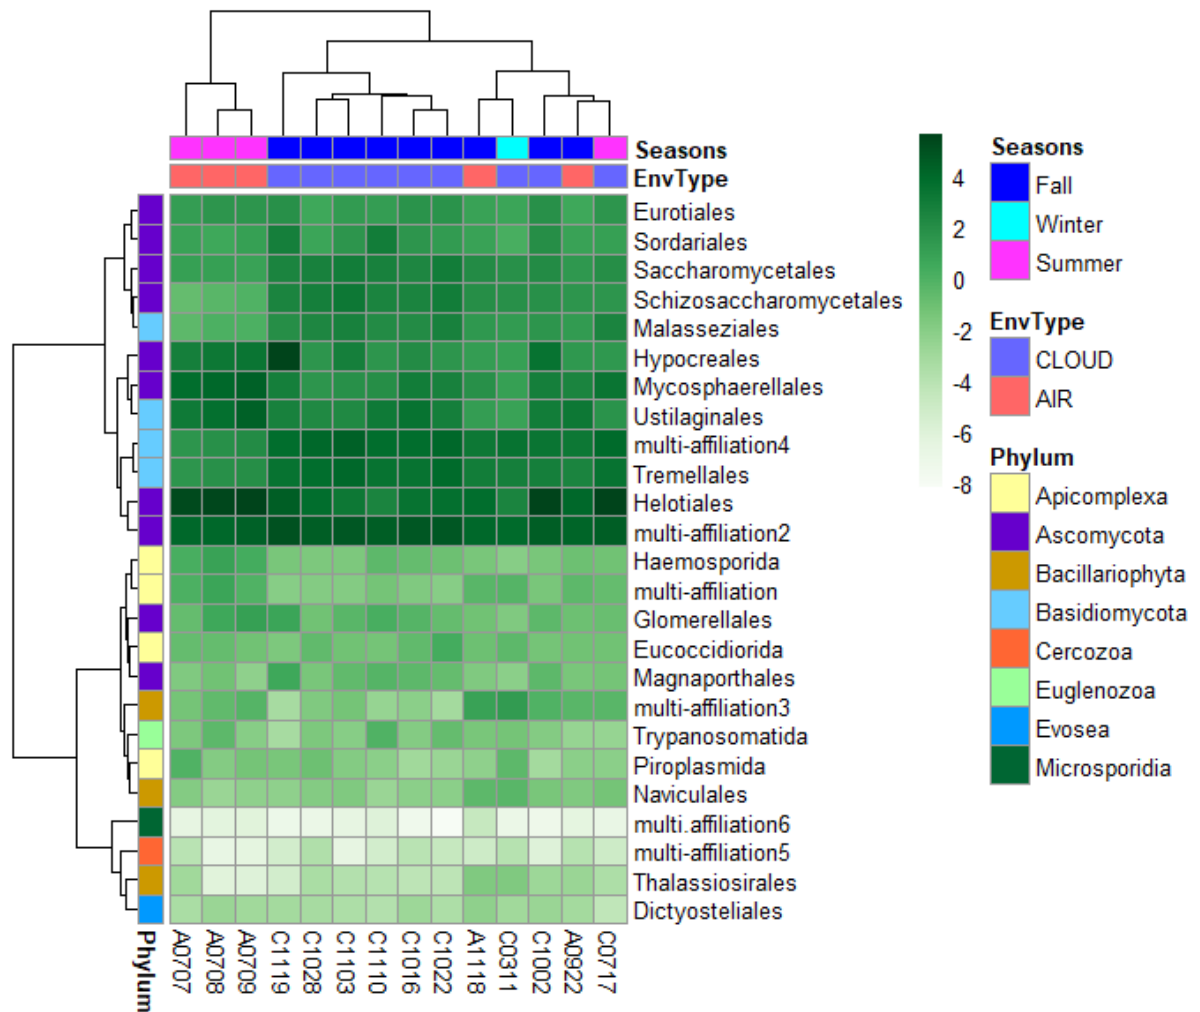 Seasons
EnvType
Eurotiales
Sordariales
Saccharomycetales
Schizosaccharomycetales
Malasseziales
Hypocreales
Mycosphaerellales
Ustilaginales
multi-affiliation4
Tremellales
Helotiales
multi-affiliation2
Haemosporida
multi-affiliation
Glomerellales
Eucoccidiorida
Magnaporthales
multi-affiliation3
Trypanosomatida
Piroplasmida
Naviculales
multi.affiliation6
multi-affiliation5
Thalassiosirales
Dictyosteliales
Phylum
A0707
A0708
A0709
C1119
C1028
C1103
C1110
C1016
C1022
A1118
C0311
C1002
A0922
C0717
4
2
0
-2
-4
-6
-8
Seasons
Fall
Winter
Summer
EnvType
CLOUD
AIR
Phylum
Apicomplexa
Ascomycota
Bacillariophyta
Basidiomycota
Cercozoa
Euglenozoa
Evosea
Microsporidia